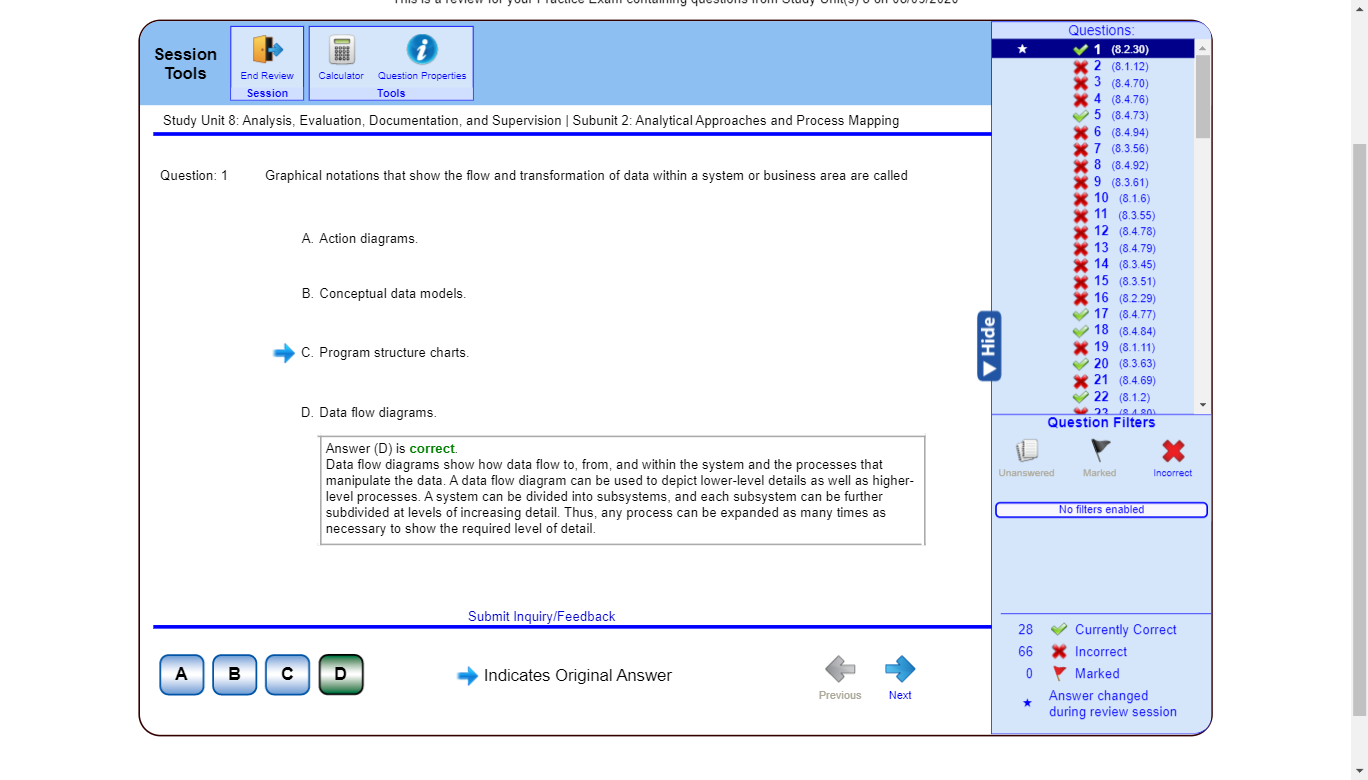 This is a review for your Practice Exam containing questions from Study Unit(s) 8 on
Session
Tools
End Review
Session
Calculator
Question Properties
Tools
Study Unit 8: Analysis, Evaluation, Documentation, and Supervision | Subunit 2: Analytical Approaches and Process Mapping
Question: 1
Graphical notations that show the flow and transformation of data within a system or business area are called
A. Action diagrams.
B. Conceptual data models.
C. Program structure charts.
D. Data flow diagrams.
Answer (D) is correct.
Data flow diagrams show how data flow to, from, and within the system and the processes that
manipulate the data. A data flow diagram can be used to depict lower-level details as well as higher-
level processes. A system can be divided into subsystems, and each subsystem can be further
subdivided at levels of increasing detail. Thus, any process can be expanded as many times as
necessary to show the required level of detail.
Submit Inquiry/Feedback
A
B
C
D
Indicates Original Answer
Previous
Next
Hide
Questions:
1 (8.2.30)
2 (8.1.12)
3 (8.4.70)
4 (8.4.76)
5 (8.4.73)
6 (8.4.94)
7 (8.3.56)
8 (8.4.92)
9 (8.3.61)
10 (8.1.6)
11 (8.3.55)
12 (8.4.78)
13 (8.4.79)
14 (8.3.45)
15 (8.3.51)
16 (8.2.29)
17 (8.4.77)
18 (8.4.84)
19 (8.1.11)
20 (8.3.63)
21 (8.4.69)
22 (8.1.2)
23 (8.4.80)
Question Filters
Unanswered
Marked
Incorrect
No filters enabled
28 Currently Correct
66 Incorrect
0 Marked
Answer changed
during review session